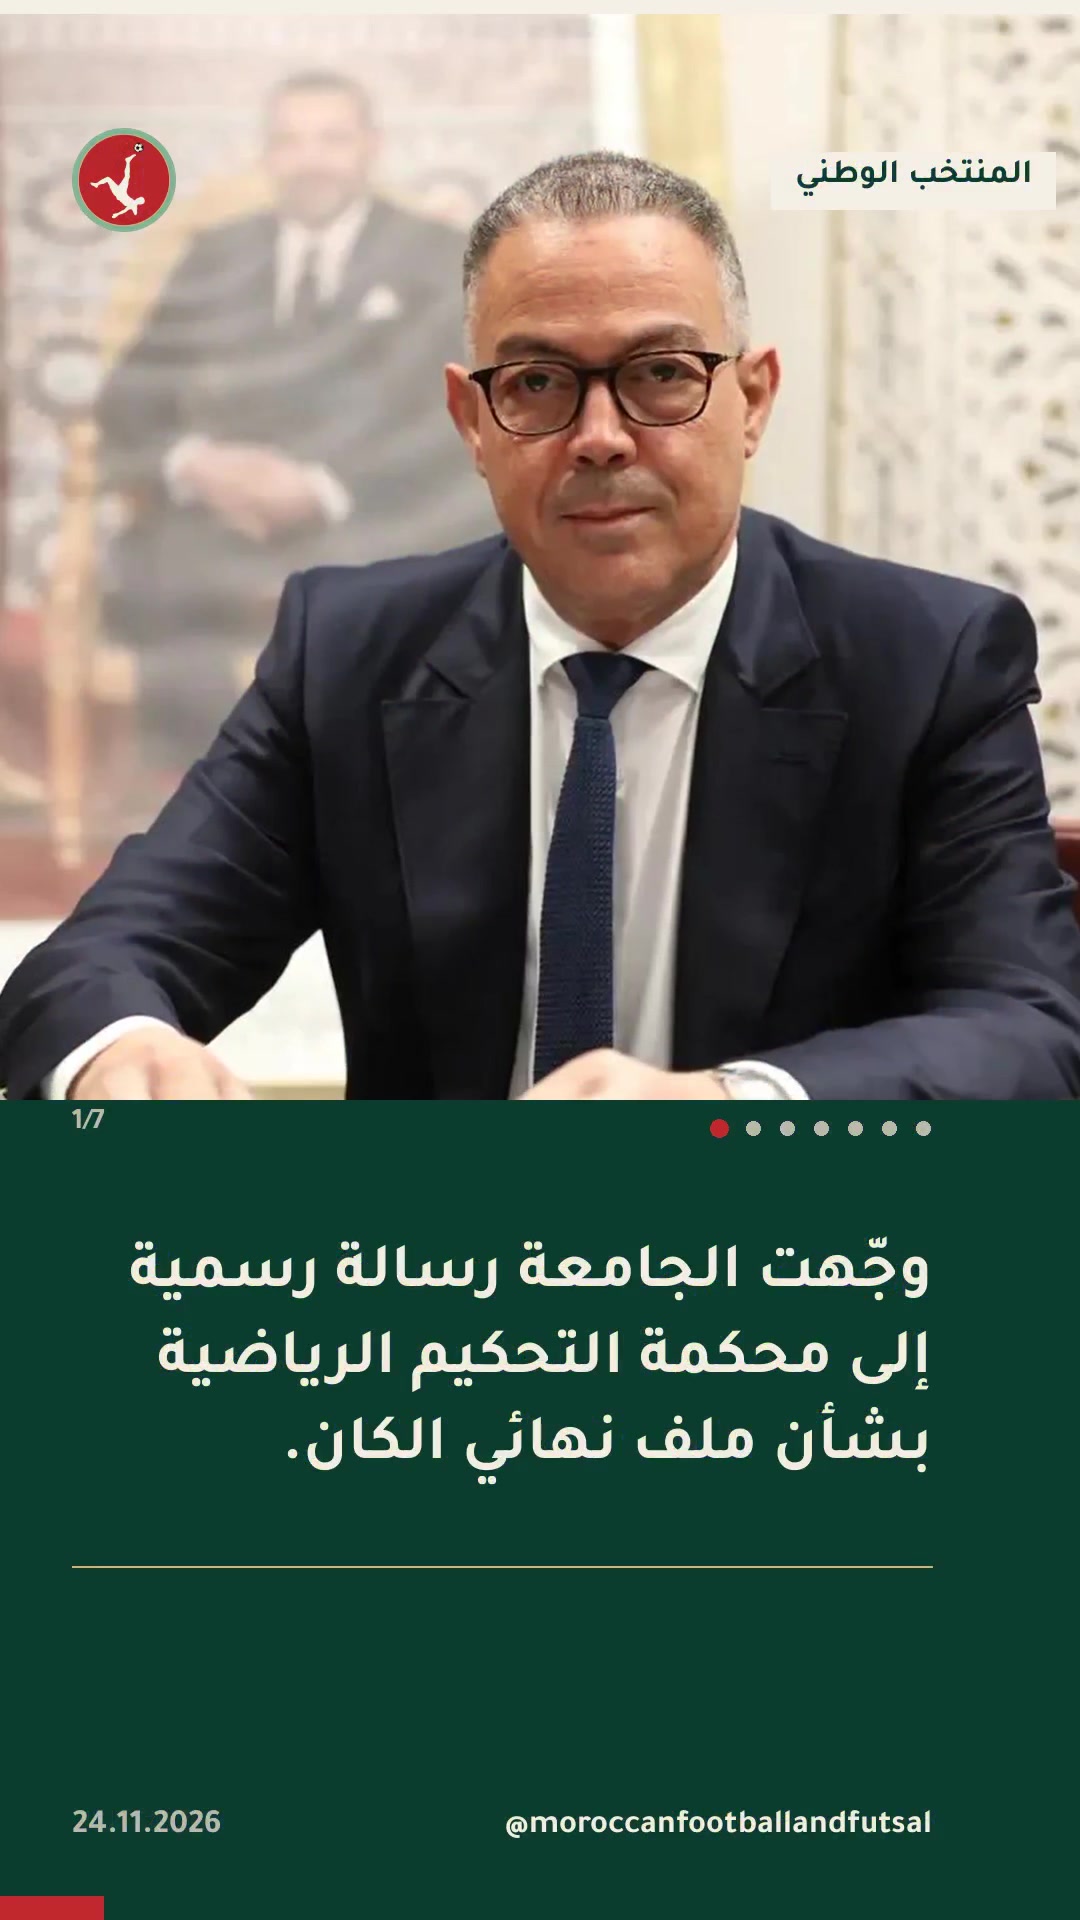 المنتخب الوطني
1/7
وجّهت الجامعة رسالة رسمية
إلى محكمة التحكيم الرياضية
بشأن ملف نهائي الكان.
24.11.2026
@moroccanfootballandfutsal